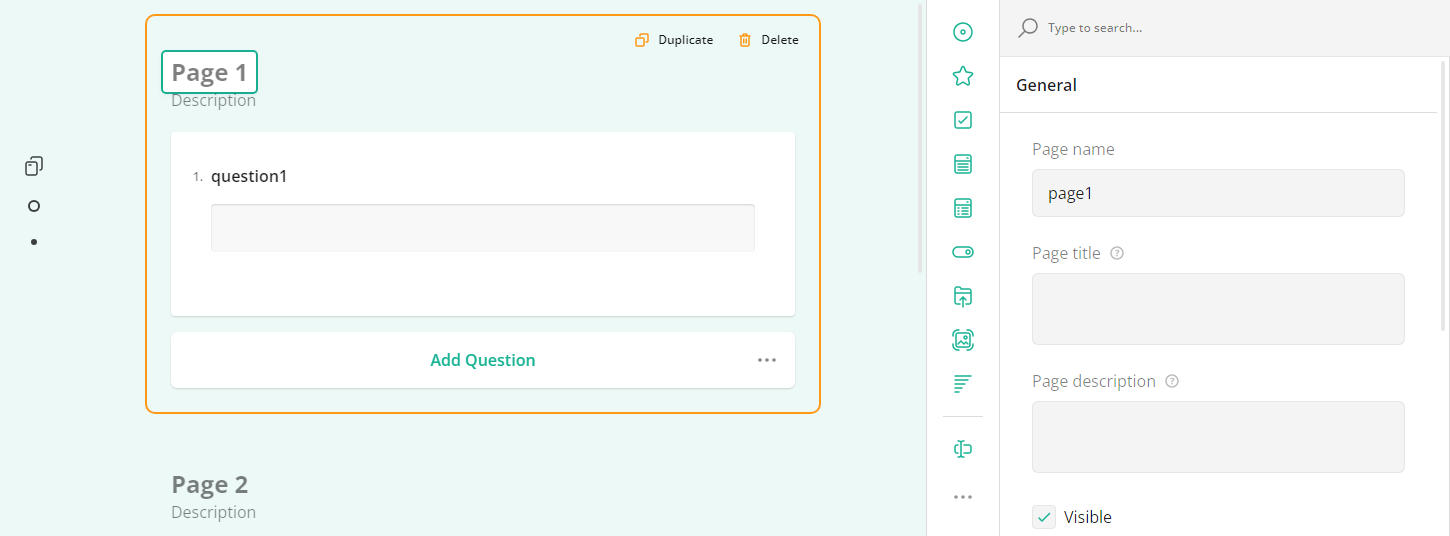 Duplicate
Delete
Page 1
Description
1. question1
Add Question
Page 2
Description
Type to search...
General
Page name
page1
Page title
Page description
Visible